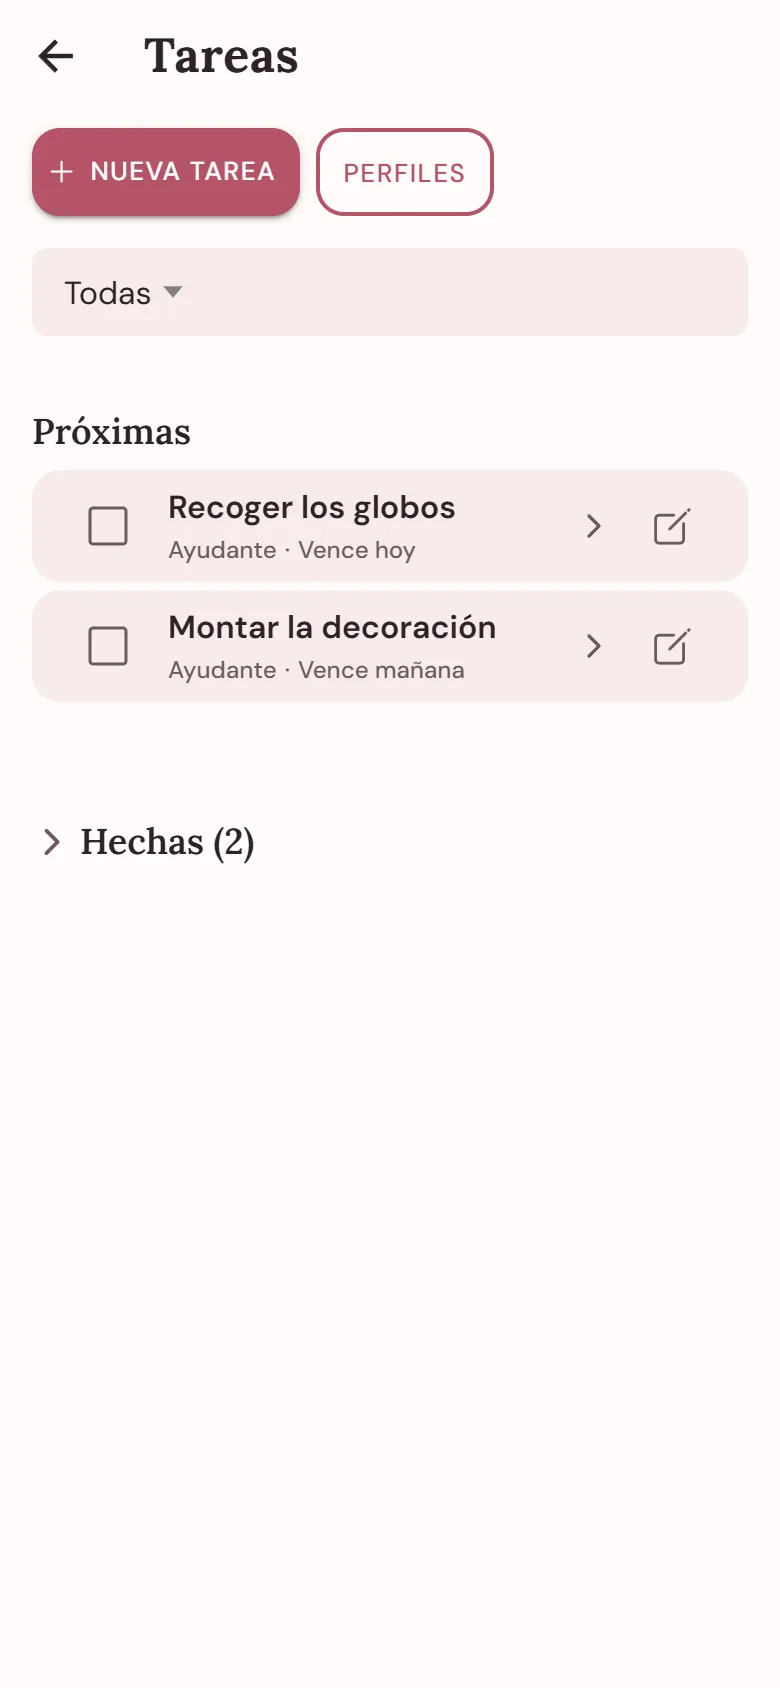 Tareas
NUEVA TAREA
PERFILES
Todas
Próximas
Recoger los globos
Ayudante · Vence hoy
Montar la decoración
Ayudante · Vence mañana
Hechas (2)